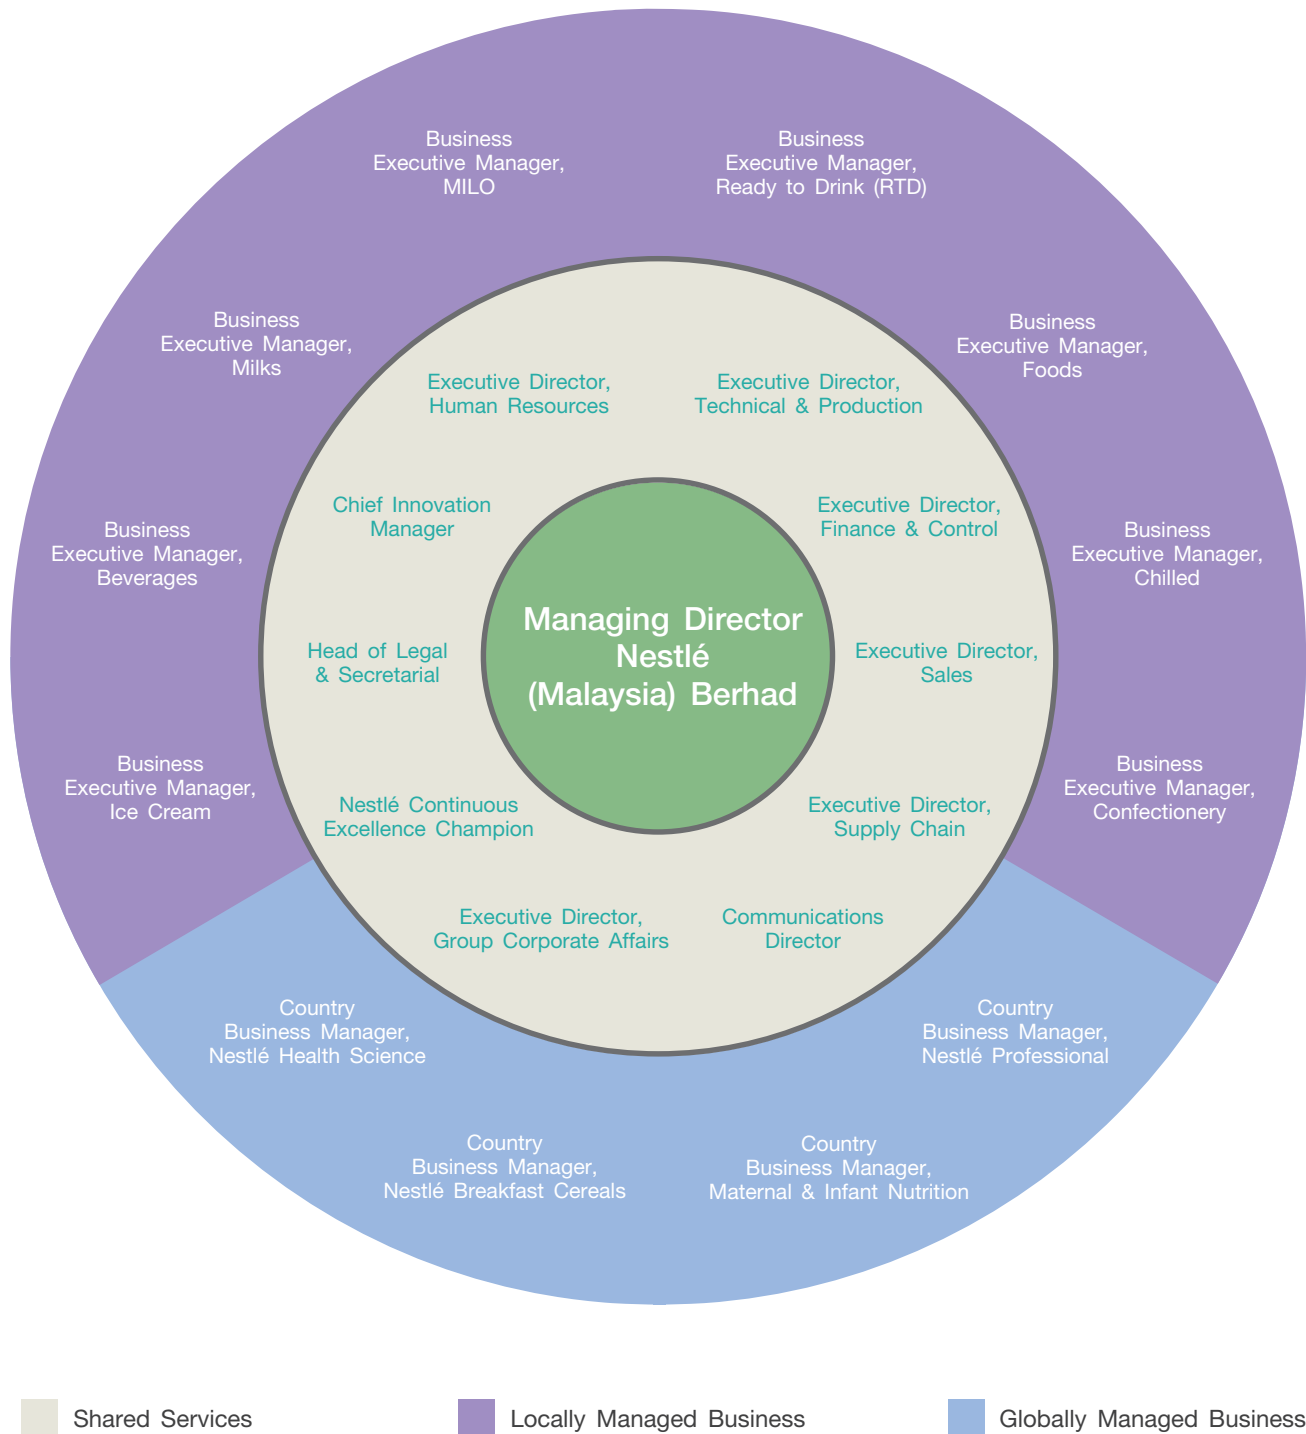 Business
Executive Manager,
MILO
Business
Executive Manager,
Ready to Drink (RTD)
Business
Executive Manager,
Milks
Business
Executive Manager,
Foods
Executive Director,
Human Resources
Executive Director,
Technical & Production
Chief Innovation
Manager
Executive Director,
Finance & Control
Business
Executive Manager,
Beverages
Business
Executive Manager,
Chilled
Managing Director
Nestlé
(Malaysia) Berhad
Head of Legal
& Secretarial
Executive Director,
Sales
Business
Executive Manager,
Ice Cream
Business
Executive Manager,
Confectionery
Nestlé Continuous
Excellence Champion
Executive Director,
Supply Chain
Executive Director,
Group Corporate Affairs
Communications
Director
Country
Business Manager,
Nestlé Health Science
Country
Business Manager,
Nestlé Professional
Country
Business Manager,
Nestlé Breakfast Cereals
Country
Business Manager,
Maternal & Infant Nutrition
Shared Services
Locally Managed Business
Globally Managed Business